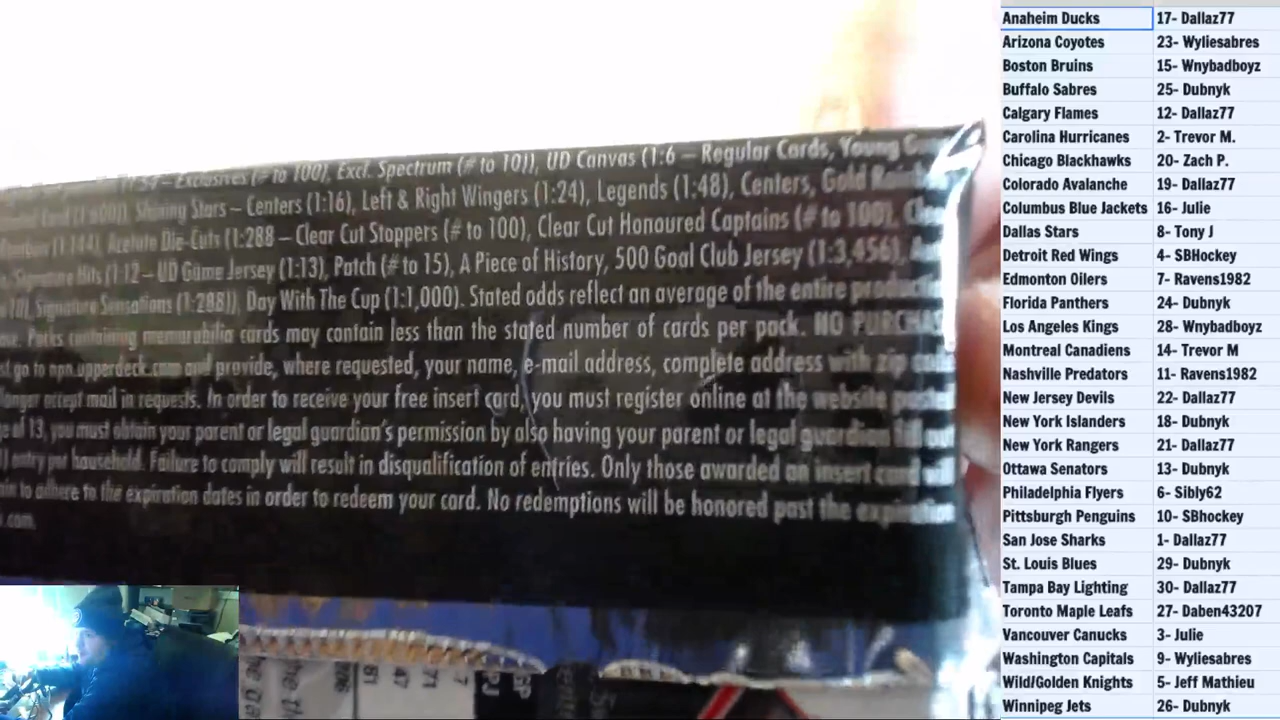 Exclusives (# to 100), Excl. Spectrum (# to 10)), UD Canvas (1:6 – Regular Cards, Young
Shining Stars – Centers (1:16), Left & Right Wingers (1:24), Legends (1:48), Centers, Gold
(1:144), Acetate Die-Cuts (1:288 – Clear Cut Stoppers (# to 100), Clear Cut Honoured Captains (# to 100),
Signature Hits (1:12 – UD Game Jersey (1:13), Patch (# to 15), A Piece of History, 500 Goal Club Jersey (1:3,456),
Signature Sensations (1:288)), Day With The Cup (1:1,000). Stated odds reflect an average of the entire
Packs containing memorabilia cards may contain less than the stated number of cards per pack. NO
go to npn.upperdeck.com and provide, where requested, your name, e-mail address, complete address with zip
longer accept mail in requests. In order to receive your free insert card, you must register online at the website
of 13, you must obtain your parent or legal guardian's permission by also having your parent or legal guardian fill out
entry per household. Failure to comply will result in disqualification of entries. Only those awarded an insert card will
to adhere to the expiration dates in order to redeem your card. No redemptions will be honored past the
.com.
Anaheim Ducks 17- Dallaz77
Arizona Coyotes 23- Wyliesabres
Boston Bruins 15- Wnybadboyz
Buffalo Sabres 25- Dubnyk
Calgary Flames 12- Dallaz77
Carolina Hurricanes 2- Trevor M.
Chicago Blackhawks 20- Zach P.
Colorado Avalanche 19- Dallaz77
Columbus Blue Jackets 16- Julie
Dallas Stars 8- Tony J
Detroit Red Wings 4- SBHockey
Edmonton Oilers 7- Ravens1982
Florida Panthers 24- Dubnyk
Los Angeles Kings 28- Wnybadboyz
Montreal Canadiens 14- Trevor M
Nashville Predators 11- Ravens1982
New Jersey Devils 22- Dallaz77
New York Islanders 18- Dubnyk
New York Rangers 21- Dallaz77
Ottawa Senators 13- Dubnyk
Philadelphia Flyers 6- Sibly62
Pittsburgh Penguins 10- SBhockey
San Jose Sharks 1- Dallaz77
St. Louis Blues 29- Dubnyk
Tampa Bay Lighting 30- Dallaz77
Toronto Maple Leafs 27- Daben43207
Vancouver Canucks 3- Julie
Washington Capitals 9- Wyliesabres
Wild/Golden Knights 5- Jeff Mathieu
Winnipeg Jets 26- Dubnyk